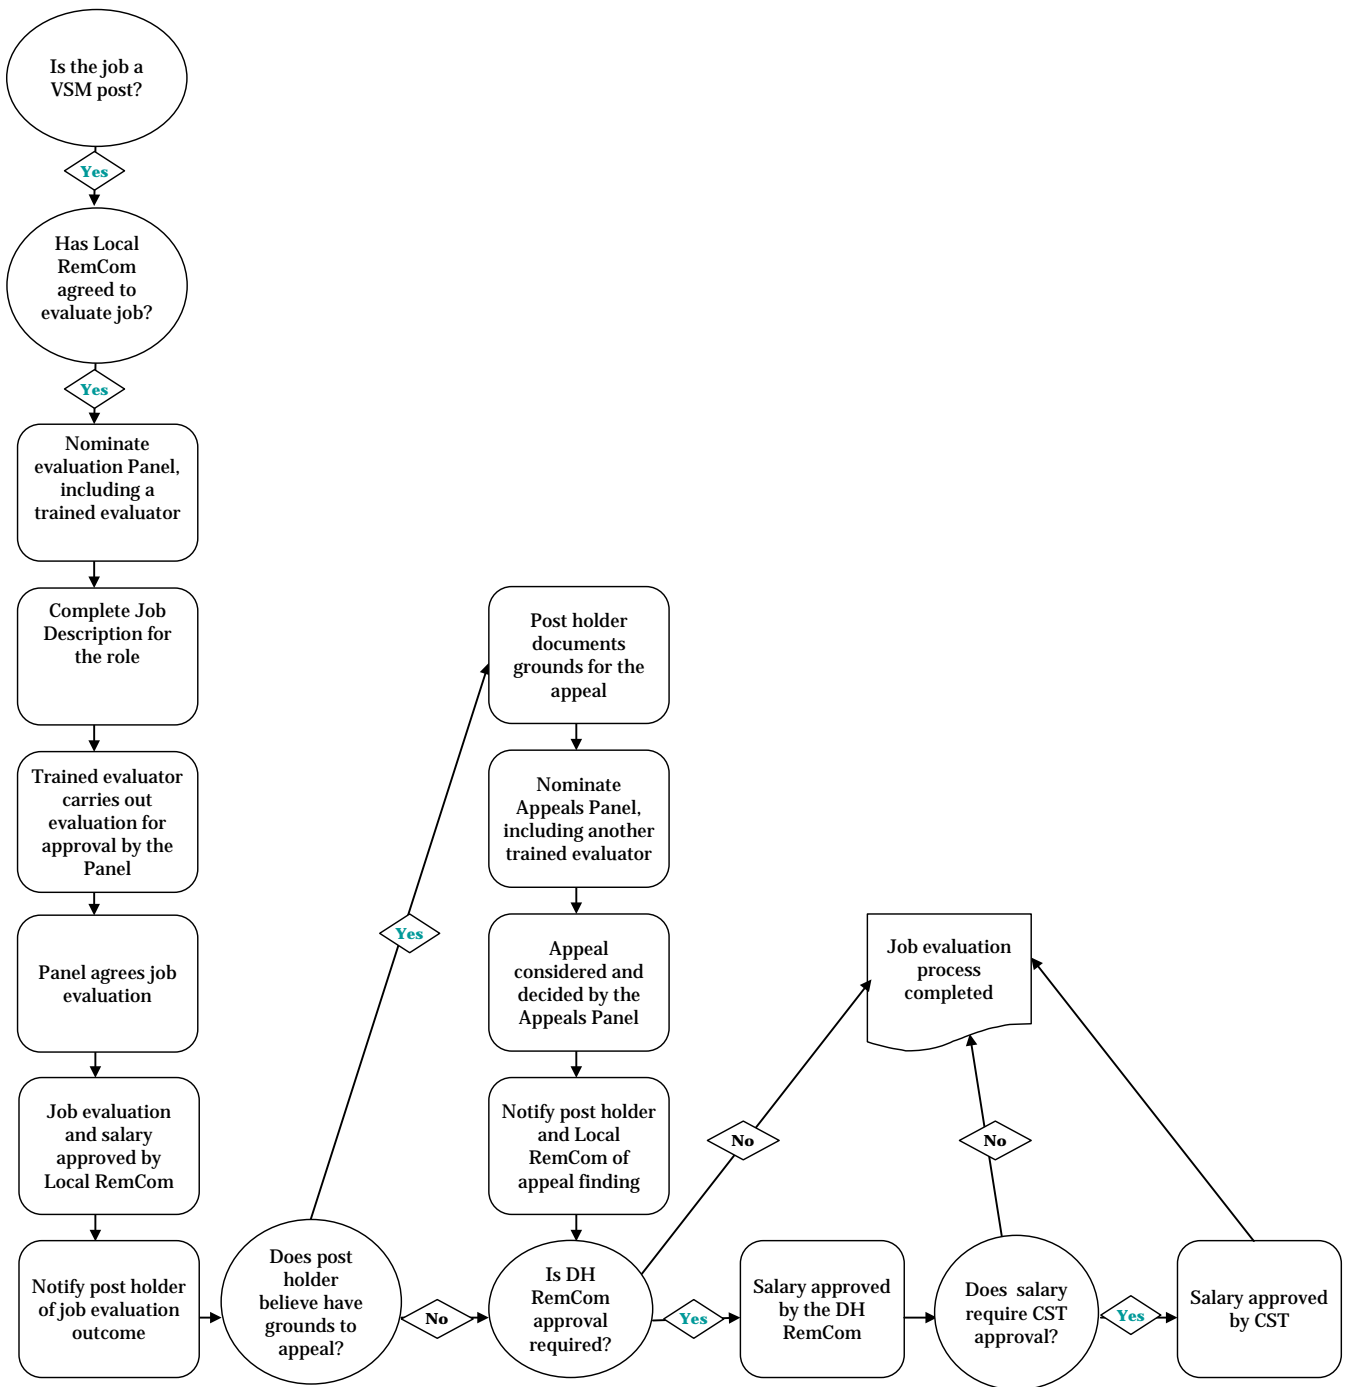 Is the job a
VSM post?
Yes
Has Local
RemCom
agreed to
evaluate job?
Yes
Nominate
evaluation Panel,
including a
trained evaluator
Complete Job
Description for
the role
Trained evaluator
carries out
evaluation for
approval by the
Panel
Panel agrees job
evaluation
Job evaluation
and salary
approved by
Local RemCom
Notify post holder
of job evaluation
outcome
Does post
holder
believe have
grounds to
appeal?
Yes
No
Post holder
documents
grounds for the
appeal
Nominate
Appeals Panel,
including another
trained evaluator
Appeal
considered and
decided by the
Appeals Panel
Notify post holder
and Local
RemCom of
appeal finding
Is DH
RemCom
approval
required?
No
Yes
Salary approved
by the DH
RemCom
Does salary
require CST
approval?
No
Yes
Salary approved
by CST
Job evaluation
process
completed